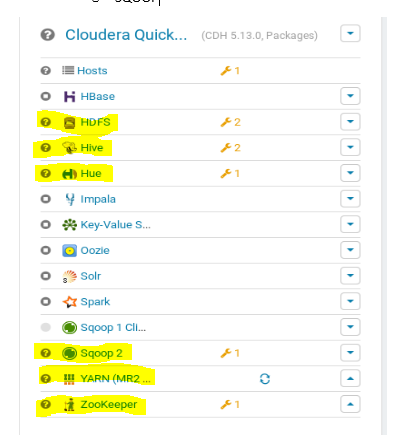 Cloudera Quick... (CDH 5.13.0, Packages)
Hosts 1
HBase
HDFS 2
Hive 2
Hue 1
Impala
Key-Value S...
Oozie
Solr
Spark
Sqoop 1 Cli...
Sqoop 2 1
YARN (MR2 ...
ZooKeeper 1